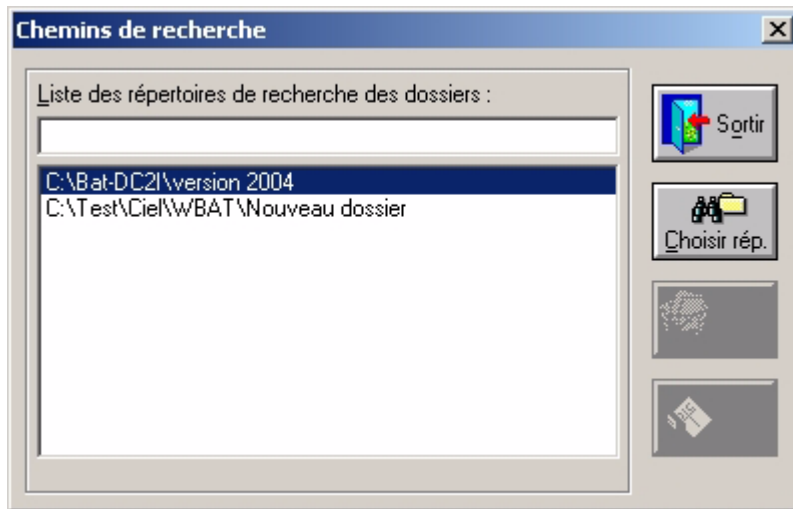 Chemins de recherche
Liste des répertoires de recherche des dossiers :
C:\Bat-DC2I\version 2004
C:\Test\Ciel\WBAT\Nouveau dossier
Sortir
Choisir rép.